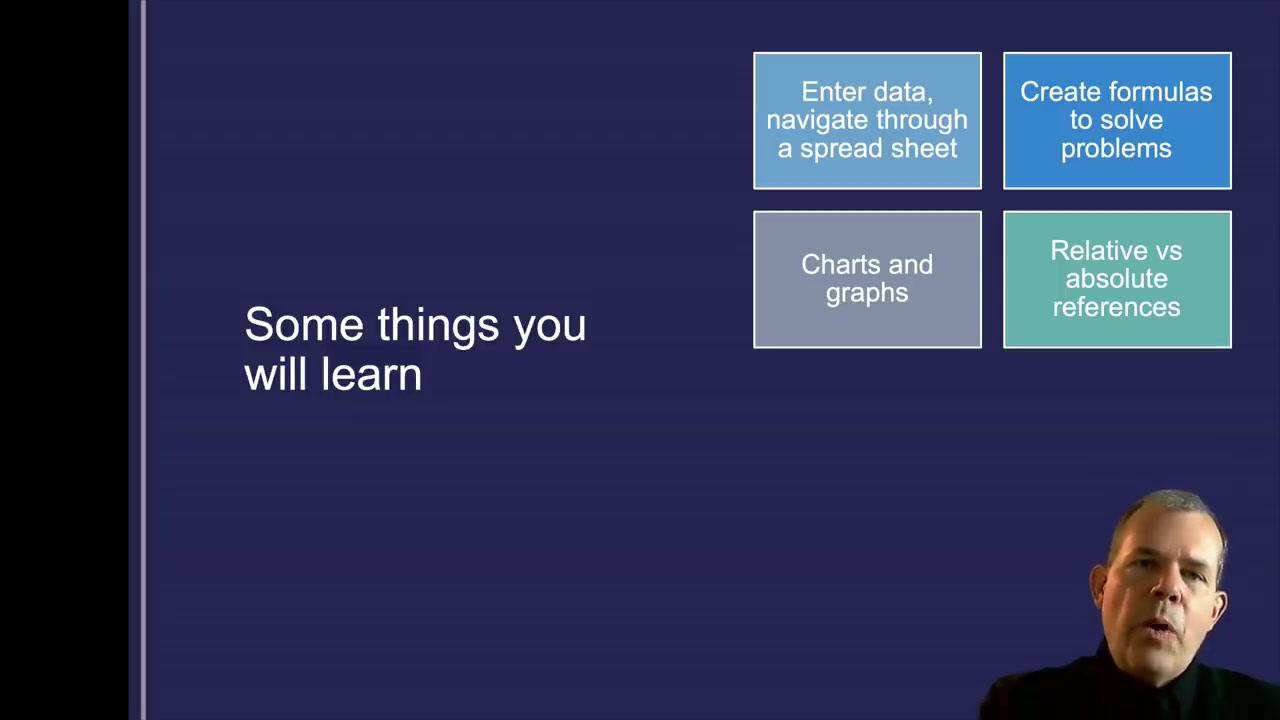 Some things you
will learn
Enter data,
navigate through
a spread sheet
Create formulas
to solve
problems
Charts and
graphs
Relative vs
absolute
references